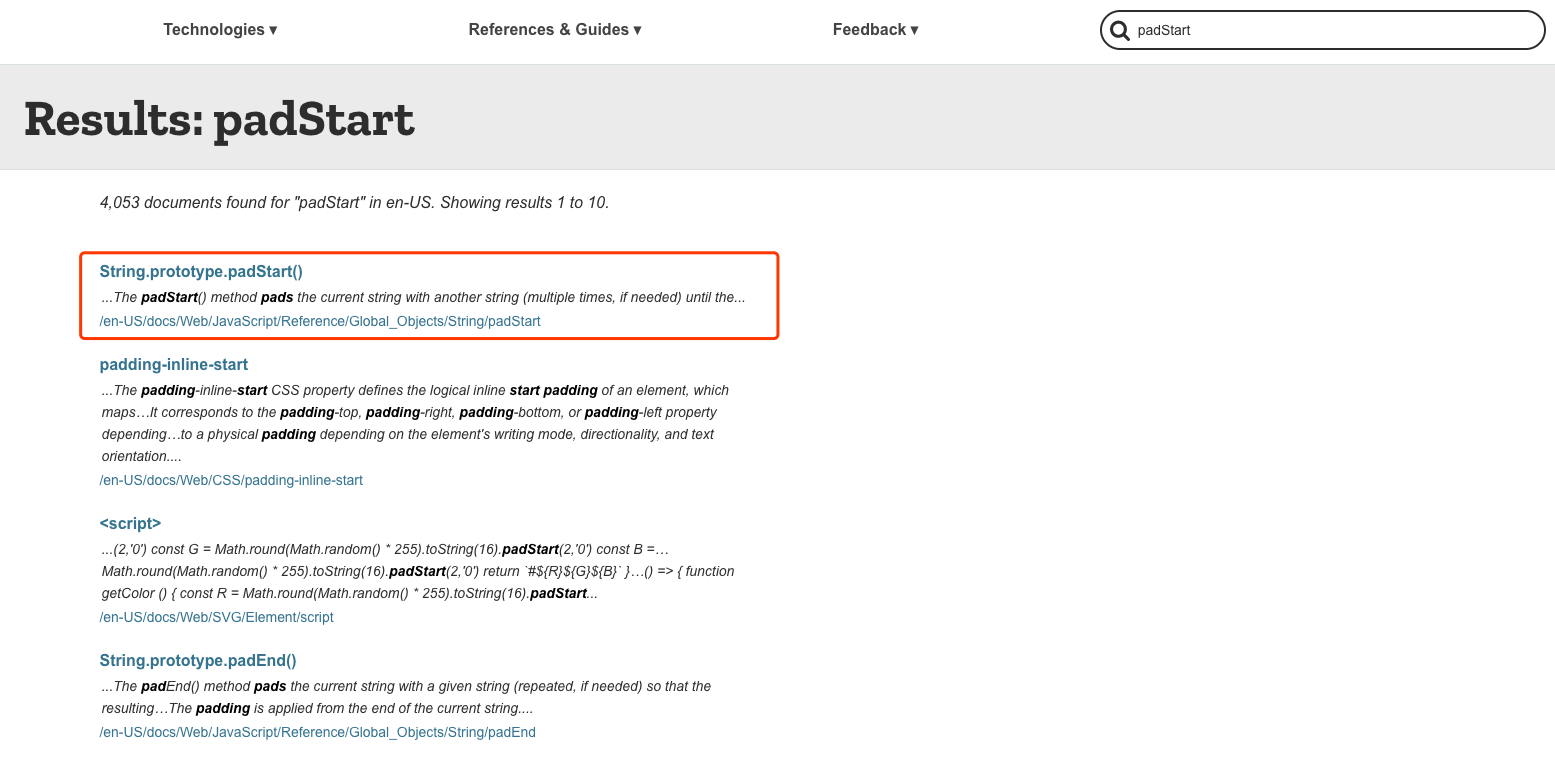 Technologies ▾ References & Guides ▾ Feedback ▾ padStart
Results: padStart
4,053 documents found for "padStart" in en-US. Showing results 1 to 10.
String.prototype.padStart()
...The padStart() method pads the current string with another string (multiple times, if needed) until the...
/en-US/docs/Web/JavaScript/Reference/Global_Objects/String/padStart
padding-inline-start
...The padding-inline-start CSS property defines the logical inline start padding of an element, which
maps…It corresponds to the padding-top, padding-right, padding-bottom, or padding-left property
depending…to a physical padding depending on the element's writing mode, directionality, and text
orientation....
/en-US/docs/Web/CSS/padding-inline-start
<script>
...(2,'0') const G = Math.round(Math.random() * 255).toString(16).padStart(2,'0') const B =…
Math.round(Math.random() * 255).toString(16).padStart(2,'0') return `#${R}${G}${B}` }…() => { function
getColor () { const R = Math.round(Math.random() * 255).toString(16).padStart...
/en-US/docs/Web/SVG/Element/script
String.prototype.padEnd()
...The padEnd() method pads the current string with a given string (repeated, if needed) so that the
resulting…The padding is applied from the end of the current string....
/en-US/docs/Web/JavaScript/Reference/Global_Objects/String/padEnd